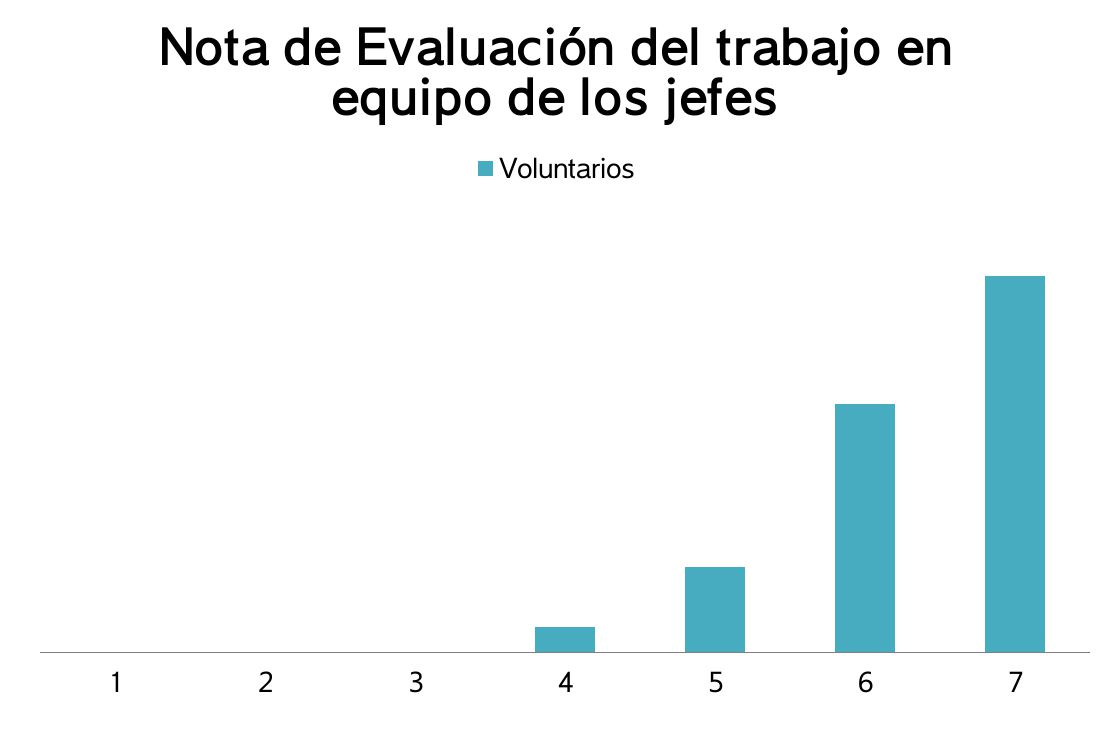 Nota de Evaluación del trabajo en
equipo de los jefes
Voluntarios
1 2 3 4 5 6 7